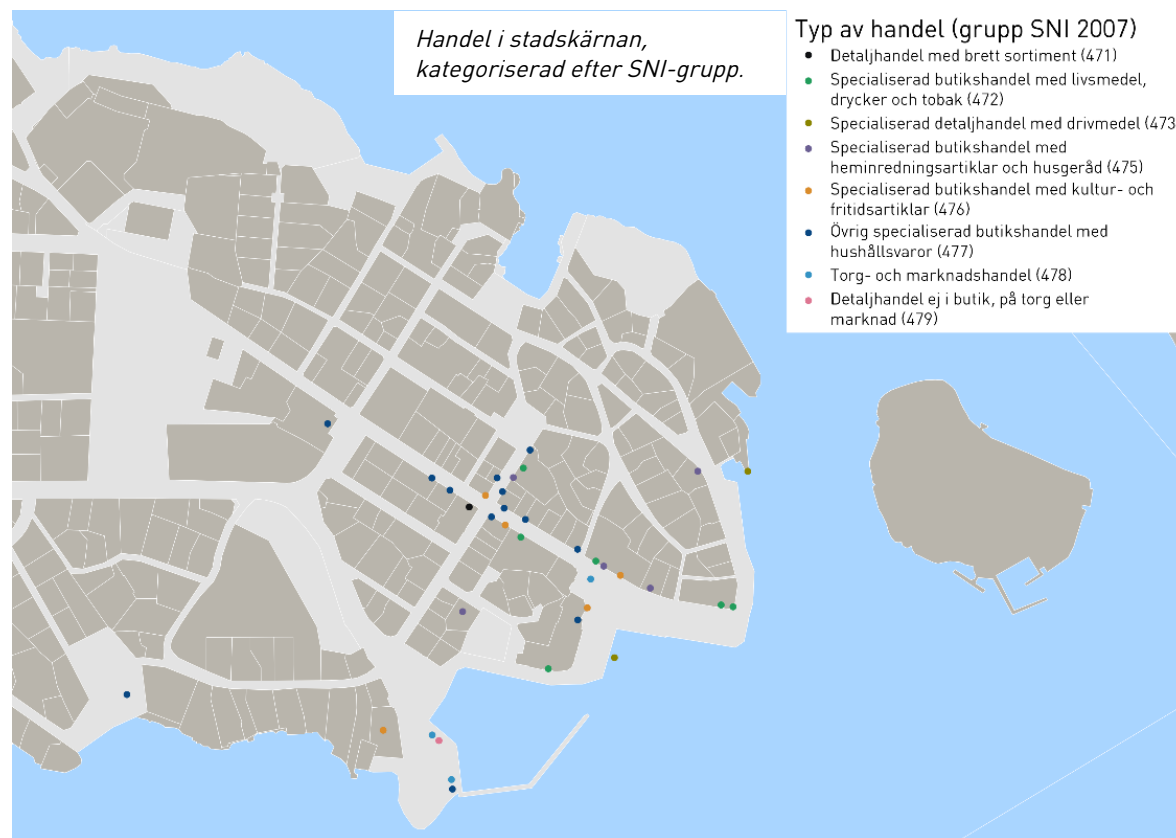 Handel i stadskärnan,
kategoriserad efter SNI-grupp.
Typ av handel (grupp SNI 2007)
Detaljhandel med brett sortiment (471)
Specialiserad butikshandel med livsmedel,
drycker och tobak (472)
Specialiserad detaljhandel med drivmedel (473
Specialiserad butikshandel med
heminredningsartiklar och husgeråd (475)
Specialiserad butikshandel med kultur- och
fritidsartiklar (476)
Övrig specialiserad butikshandel med
hushållsvaror (477)
Torg- och marknadshandel (478)
Detaljhandel ej i butik, på torg eller
marknad (479)